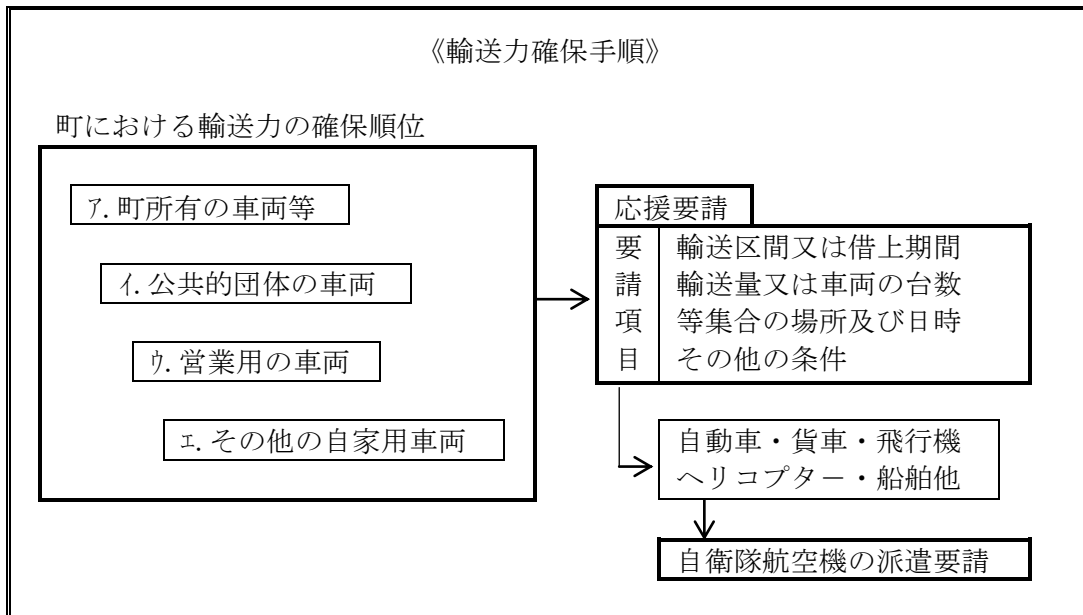 《輸送力確保手順》
町における輸送力の確保順位
ｱ.町所有の車両等
ｲ.公共的団体の車両
ｳ.営業用の車両
ｴ.その他の自家用車両
応援要請
要請項目
輸送区間又は借上期間
輸送量又は車両の台数
等集合の場所及び日時
その他の条件
自動車・貨車・飛行機
ヘリコプタ－・船舶他
自衛隊航空機の派遣要請